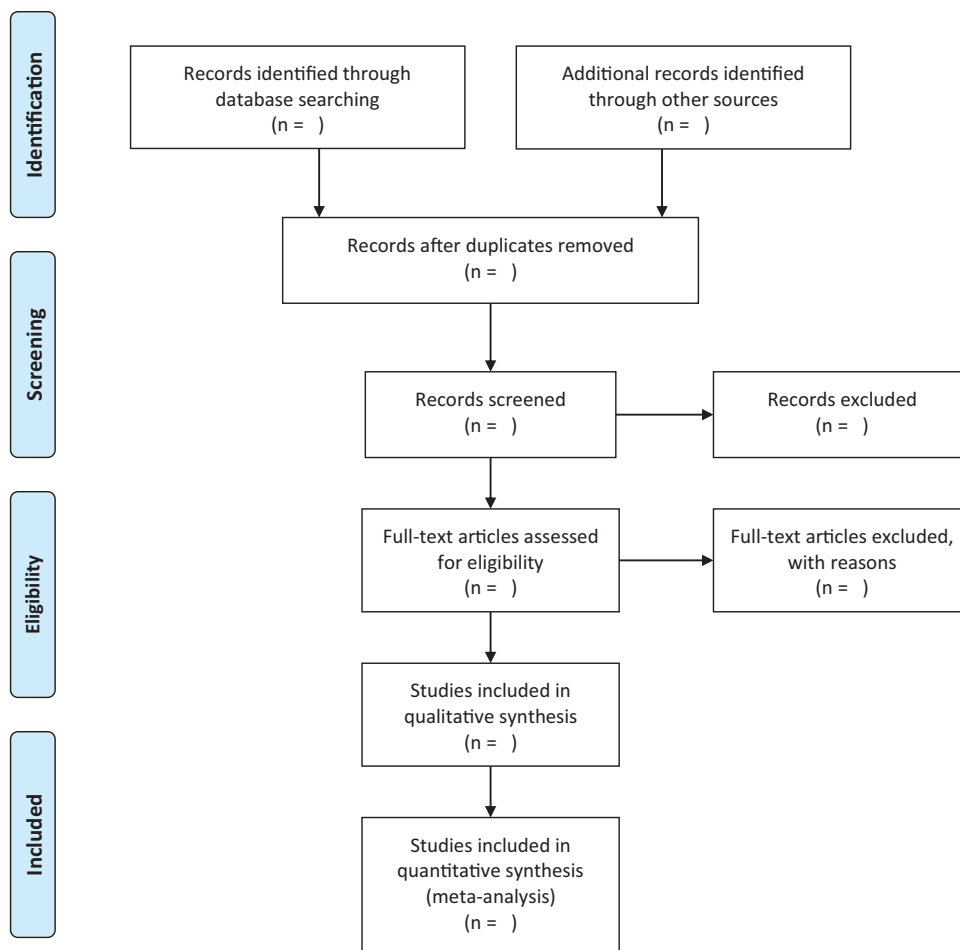 Identification
Records identified through
database searching
(n =   )
Additional records identified
through other sources
(n =   )
Records after duplicates removed
(n =   )
Screening
Records screened
(n =   )
Records excluded
(n =   )
Eligibility
Full-text articles assessed
for eligibility
(n =   )
Full-text articles excluded,
with reasons
(n =   )
Studies included in
qualitative synthesis
(n =   )
Included
Studies included in
quantitative synthesis
(meta-analysis)
(n =   )